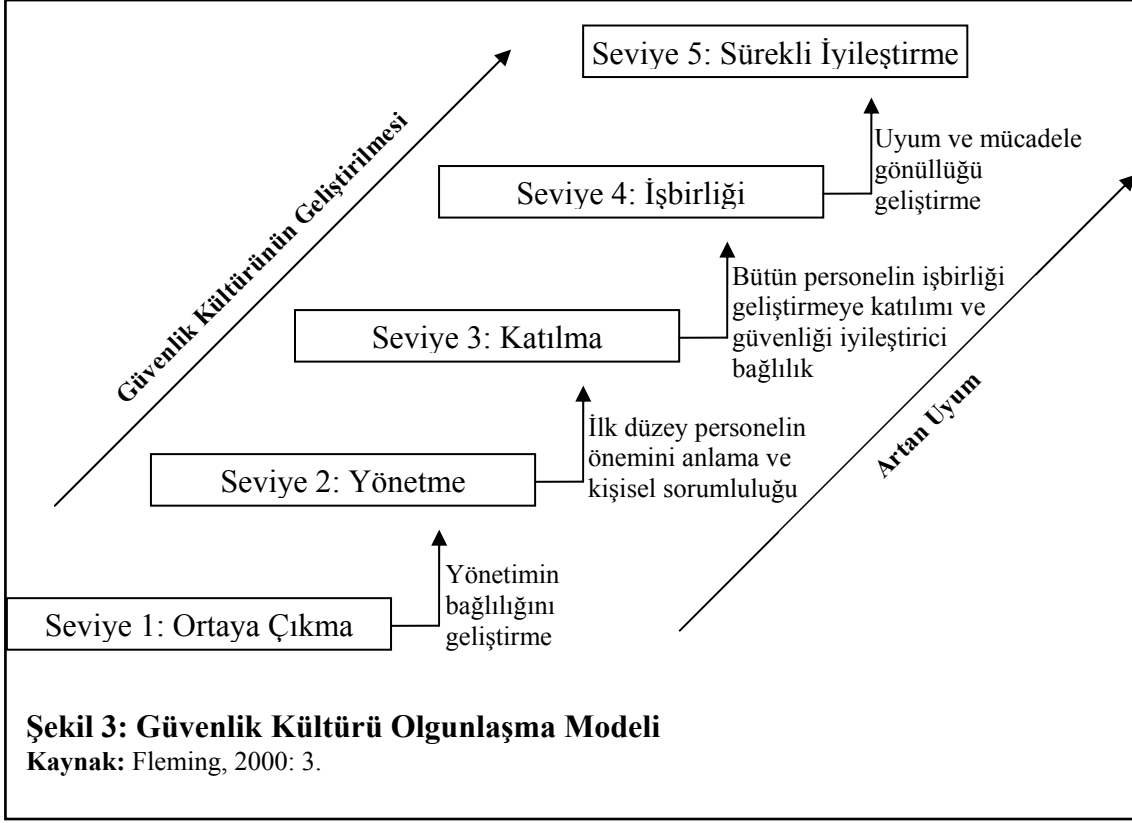 Seviye 5: Sürekli İyileştirme
Güvenlik Kültürünün Geliştirilmesi
Uyum ve mücadele
gönüllüğü
geliştirme
Seviye 4: İşbirliği
Bütün personelin işbirliği
geliştirmeye katılımı ve
güvenliği iyileştirici
bağlılık
Seviye 3: Katılma
Artan Uyum
İlk düzey personelin
önemini anlama ve
kişisel sorumluluğu
Seviye 2: Yönetme
Yönetimin
bağlılığını
geliştirme
Seviye 1: Ortaya Çıkma
Şekil 3: Güvenlik Kültürü Olgunlaşma Modeli
Kaynak: Fleming, 2000: 3.